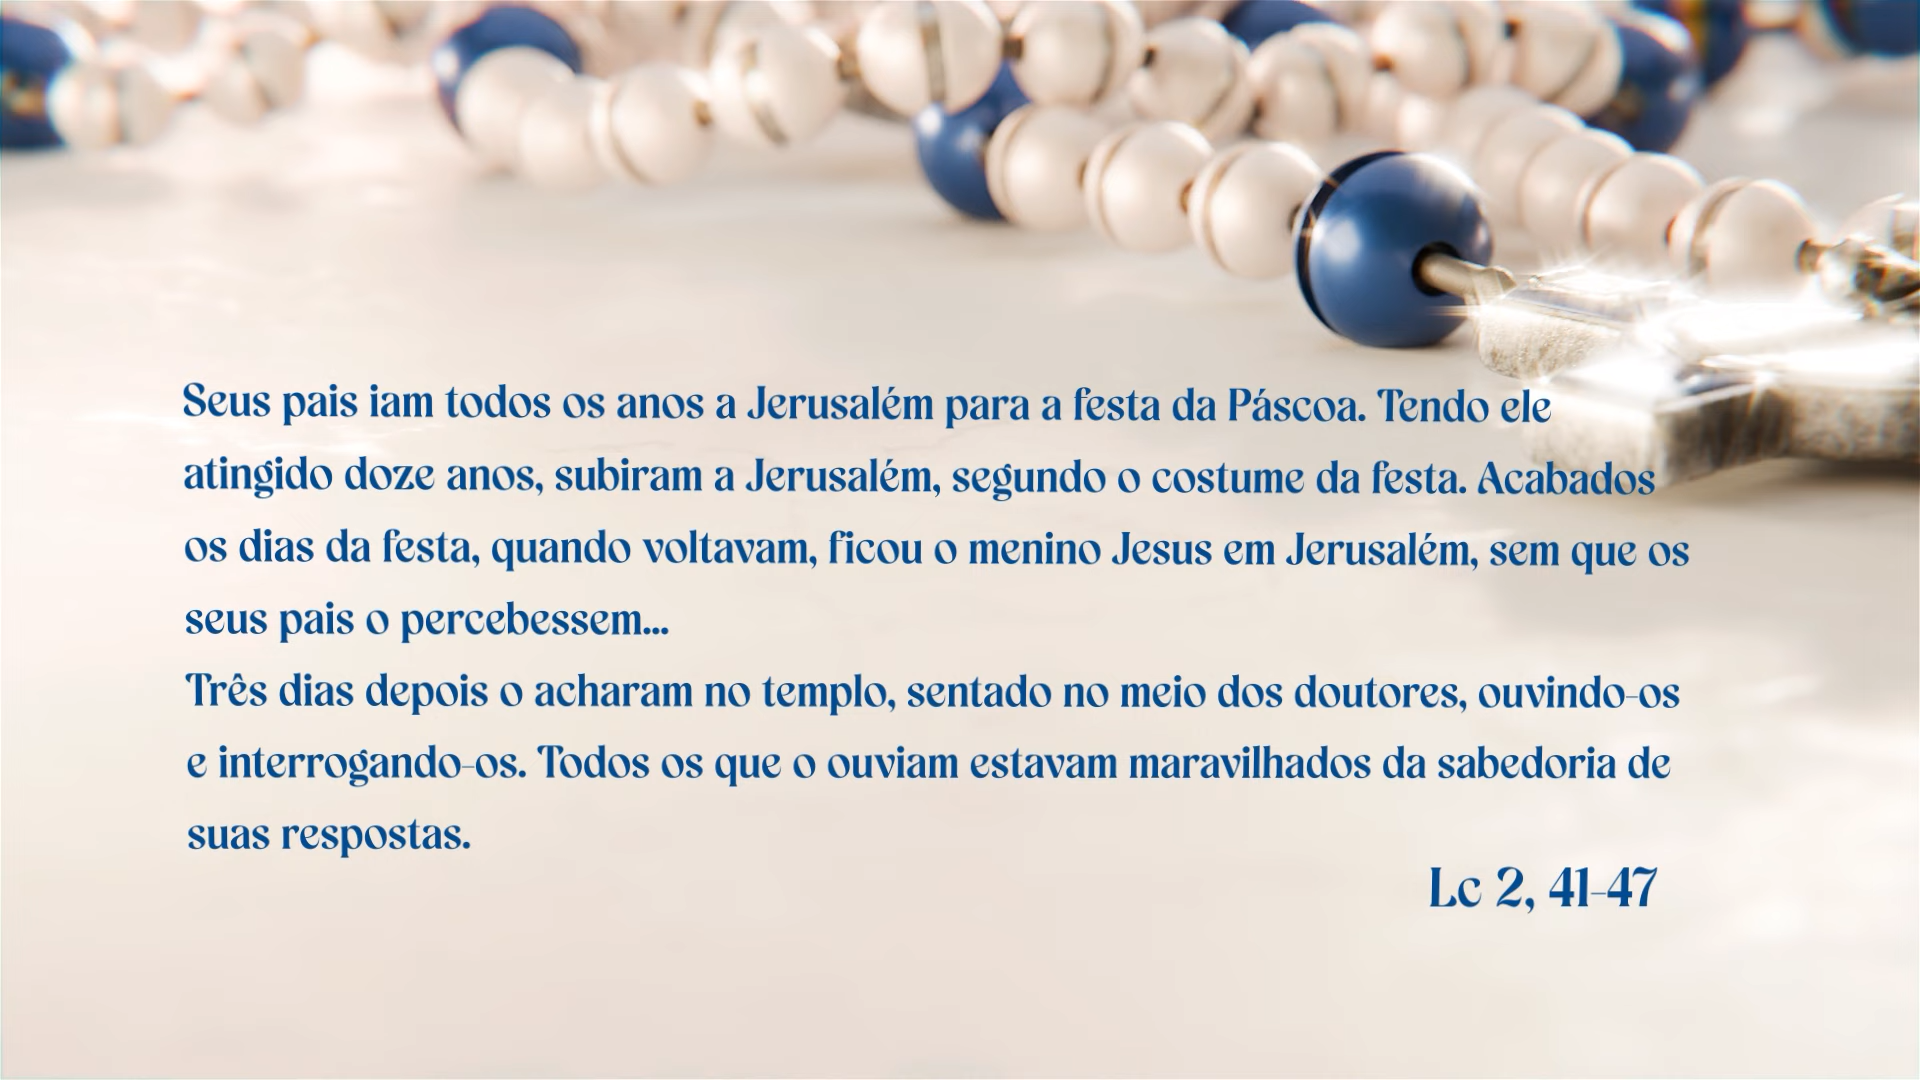 Seus pais iam todos os anos a Jerusalém para a festa da Páscoa. Tendo ele
atingido doze anos, subiram a Jerusalém, segundo o costume da festa. Acabados
os dias da festa, quando voltavam, ficou o menino Jesus em Jerusalém, sem que os
seus pais o percebessem...
Três dias depois o acharam no templo, sentado no meio dos doutores, ouvindo-os
e interrogando-os. Todos os que o ouviam estavam maravilhados da sabedoria de
suas respostas.
Lc 2, 41-47